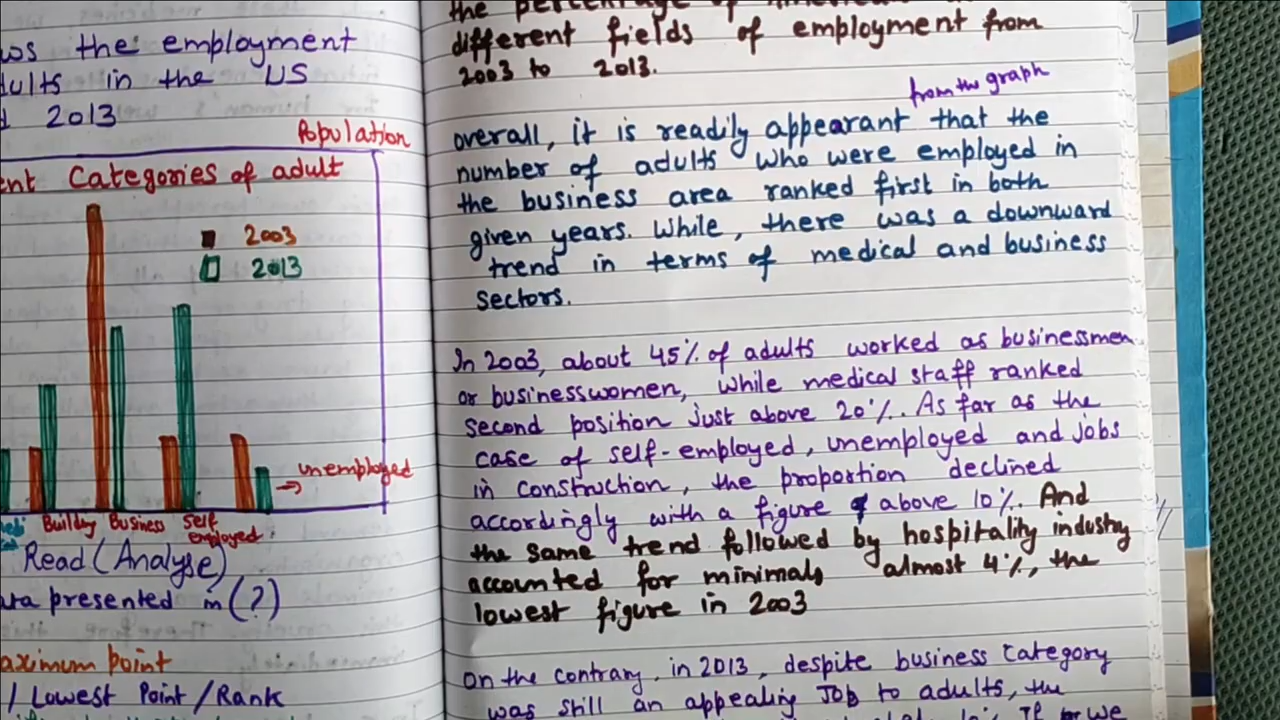 ws the employment
dults in the US
d 2013
Population
ent Categories of adult
2003
2013
unemployed
Building Business self employed
Read (Analyse)
ata presented in (?)
aximum point
/ Lowest Point / Rank
the percentage of
different fields of employment from
2003 to 2013.
from the graph
overall, it is readily appearant that the
number of adults who were employed in
the business area ranked first in both
given years. While, there was a downward
trend in terms of medical and business
sectors.
In 2003, about 45% of adults worked as businessmen
or businesswomen, while medical staff ranked
second position just above 20%. As far as the
case of self-employed, unemployed and jobs
in construction, the proportion declined
accordingly with a figure of above 10%. And
the same trend followed by hospitality industry
accounted for minimal, almost 4%, the
lowest figure in 2003
on the contrary, in 2013, despite business category
was still an appealing Job to adults, the
If we